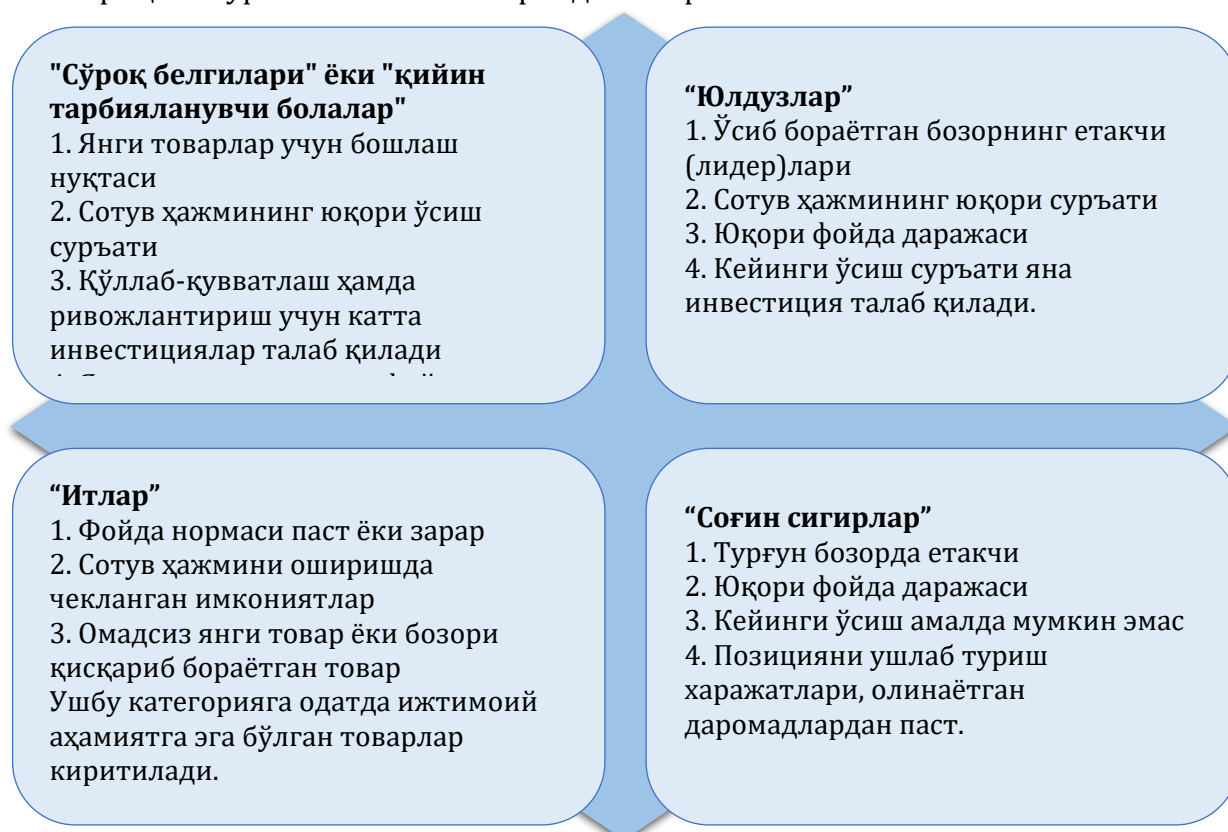 "Сўроқ белгилари" ёки "қийин
тарбияланувчи болалар"
1. Янги товарлар учун бошлаш
нуқтаси
2. Сотув ҳажмининг юқори ўсиш
суръати
3. Қўллаб-қувватлаш ҳамда
ривожлантириш учун катта
инвестициялар талаб қилади
“Юлдузлар”
1. Ўсиб бораётган бозорнинг етакчи
(лидер)лари
2. Сотув ҳажмининг юқори суръати
3. Юқори фойда даражаси
4. Кейинги ўсиш суръати яна
инвестиция талаб қилади.
“Итлар”
1. Фойда нормаси паст ёки зарар
2. Сотув ҳажмини оширишда
чекланган имкониятлар
3. Омадсиз янги товар ёки бозори
қисқариб бораётган товар
Ушбу категорияга одатда ижтимоий
аҳамиятга эга бўлган товарлар
киритилади.
“Соғин сигирлар”
1. Турғун бозорда етакчи
2. Юқори фойда даражаси
3. Кейинги ўсиш амалда мумкин эмас
4. Позицияни ушлаб туриш
харажатлари, олинаётган
даромадлардан паст.